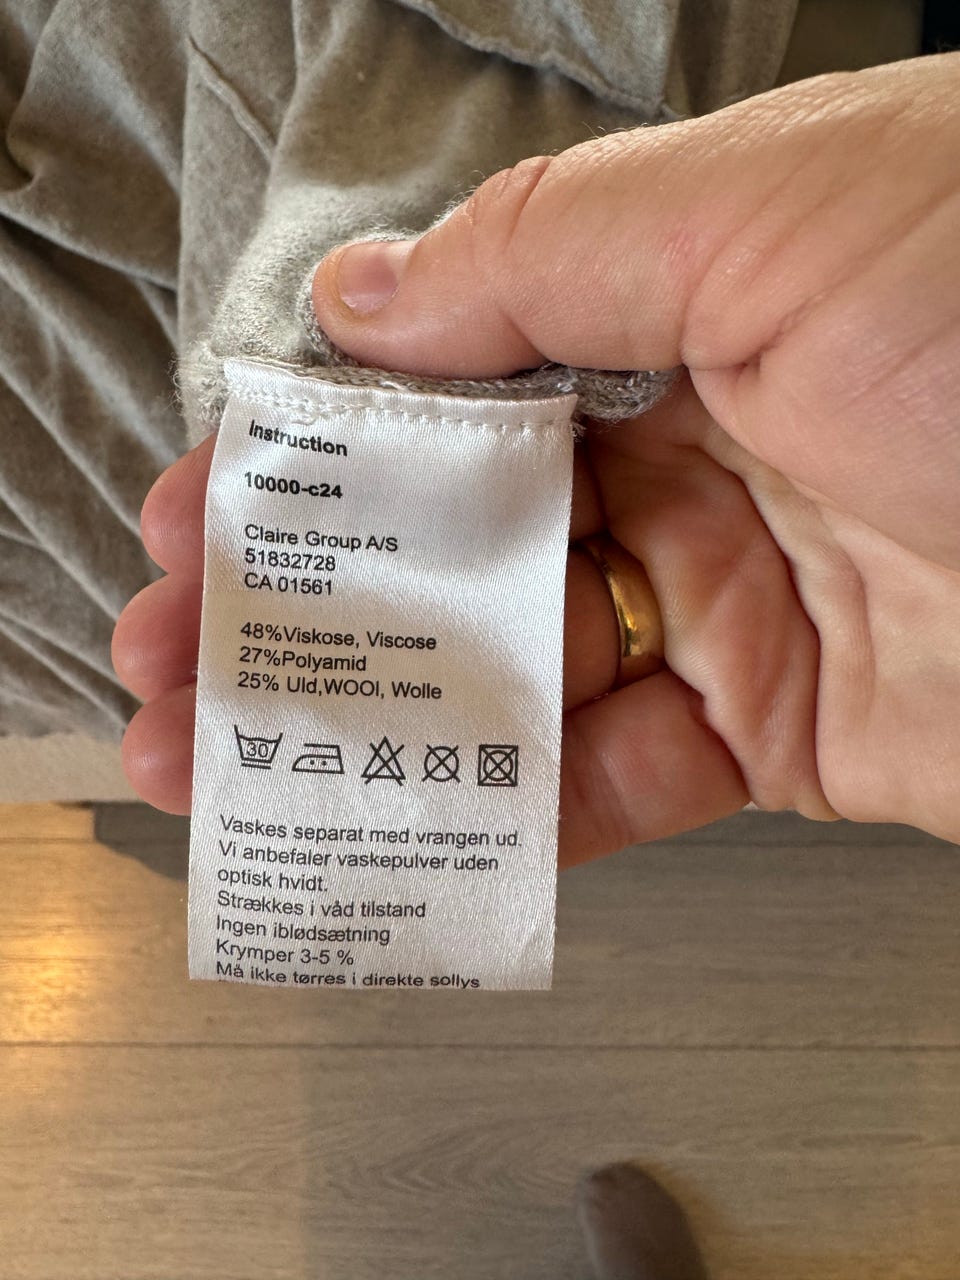 Instruction
10000-c24
Claire Group A/S
51832728
CA 01561
48%Viskose, Viscose
27%Polyamid
25% Uld,WOOl, Wolle
30
Vaskes separat med vrangen ud.
Vi anbefaler vaskepulver uden
optisk hvidt.
Strækkes i våd tilstand
Ingen iblødsætning
Krymper 3-5 %
Må ikke tørres i direkte sollys